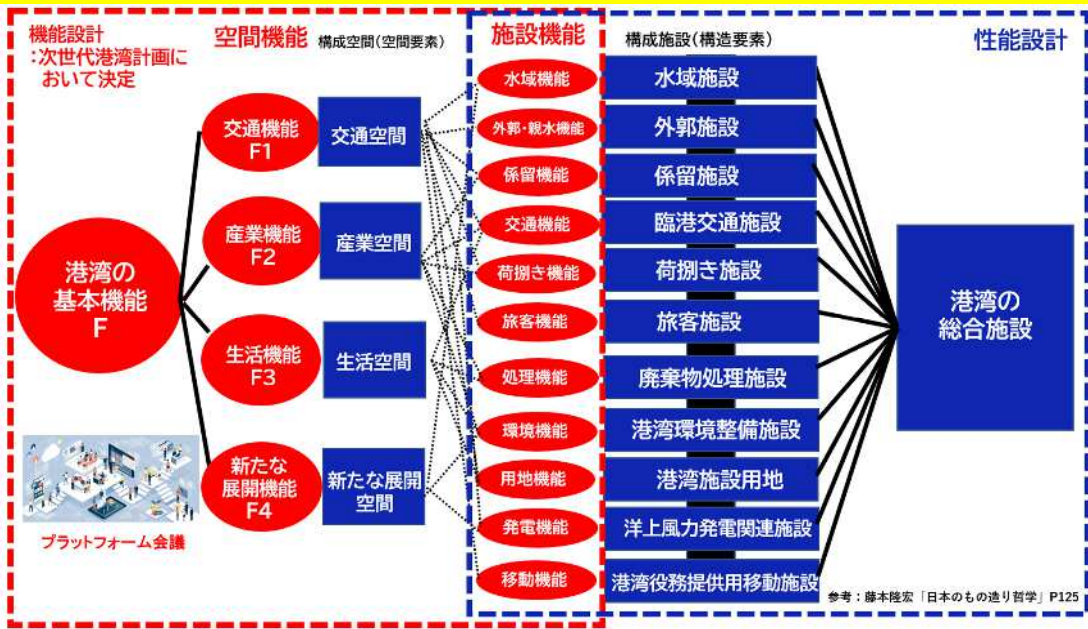 機能設計
:次世代港湾計画に
おいて決定
空間機能
構成空間(空間要素)
施設機能
構成施設(構造要素)
性能設計
港湾の
基本機能
F
交通機能
F1
交通空間
産業機能
F2
産業空間
生活機能
F3
生活空間
新たな
展開機能
F4
新たな展開
空間
プラットフォーム会議
水域機能
水域施設
外郭・親水機能
外郭施設
係留機能
係留施設
交通機能
臨港交通施設
荷捌き機能
荷捌き施設
旅客機能
旅客施設
処理機能
廃棄物処理施設
環境機能
港湾環境整備施設
用地機能
港湾施設用地
発電機能
洋上風力発電関連施設
移動機能
港湾役務提供用移動施設
港湾の
総合施設
参考:藤本隆宏「日本のもの造り哲学」P125